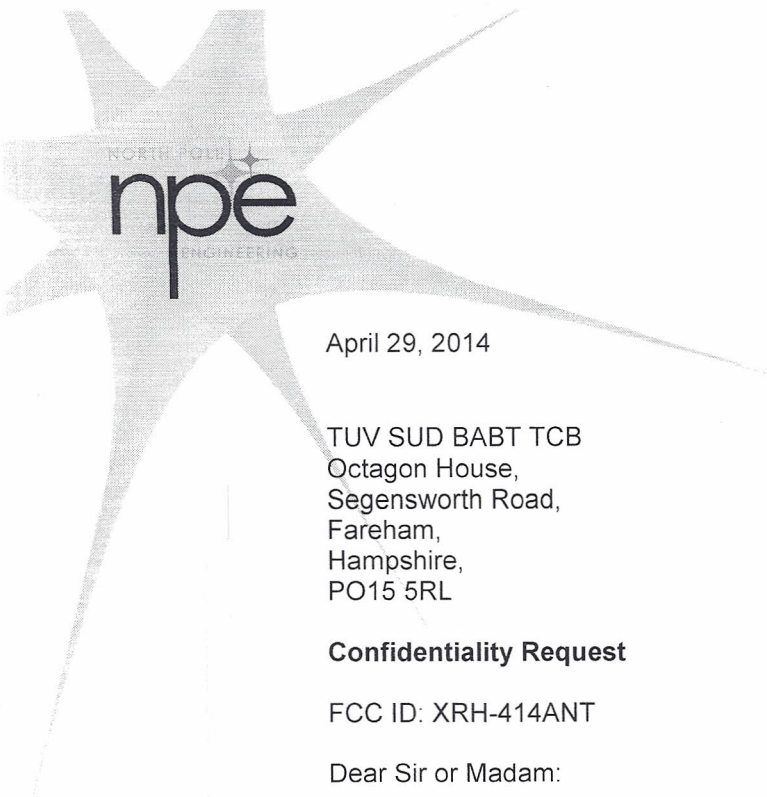 NORTH POLE
npe
ENGINEERING
April 29, 2014
TUV SUD BABT TCB
Octagon House,
Segensworth Road,
Fareham,
Hampshire,
PO15 5RL
Confidentiality Request
FCC ID: XRH-414ANT
Dear Sir or Madam: